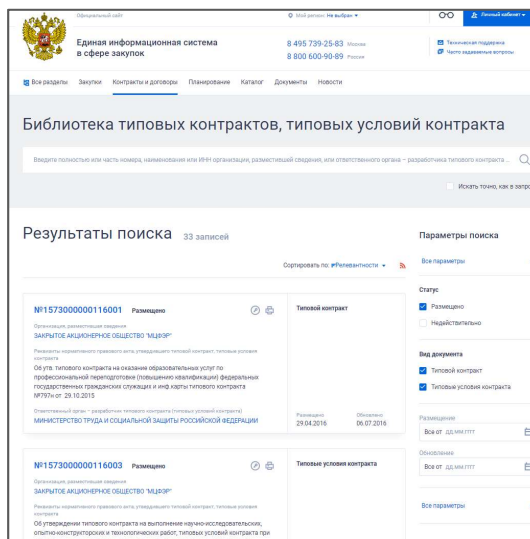 Официальный сайт
Мой регион: Не выбран
Личный кабинет
Единая информационная система
в сфере закупок
8 495 739-25-83 Москва
8 800 600-90-89 Россия
Техническая поддержка
Часто задаваемые вопросы
Все разделы Закупки Контракты и договоры Планирование Каталог Документы Новости
Библиотека типовых контрактов, типовых условий контракта
Введите полностью или часть номера, наименования или ИНН организации, разместившей сведения, или ответственного органа – разработчика типового контракта ...
Искать точно, как в запро
Результаты поиска 33 записей
Сортировать по: Релевантности
Параметры поиска
Все параметры
Статус
Размещено
Недействительно
Вид документа
Типовой контракт
Типовые условия контракта
Размещение
Все от ДД.ММ.ГГГГ
Обновление
Все от ДД.ММ.ГГГГ
Все параметры
№1573000000116001 Размещено
Типовой контракт
Организация, разместившая сведения
ЗАКРЫТОЕ АКЦИОНЕРНОЕ ОБЩЕСТВО "МЦФЭР"
Реквизиты нормативного правового акта, утвердившего типовой контракт, типовые условия
контракта
Об утв. типового контракта на оказание образовательных услуг по
профессиональной переподготовке (повышению квалификации) федеральных
государственных гражданских служащих и инф.карты типового контракта
№797н от 29.10.2015
Ответственный орган – разработчик типового контракта (типовых условий контракта)
МИНИСТЕРСТВО ТРУДА И СОЦИАЛЬНОЙ ЗАЩИТЫ РОССИЙСКОЙ ФЕДЕРАЦИИ
Размещено Обновлено
29.04.2016 06.07.2016
№1573000000116003 Размещено
Типовые условия контракта
Организация, разместившая сведения
ЗАКРЫТОЕ АКЦИОНЕРНОЕ ОБЩЕСТВО "МЦФЭР"
Реквизиты нормативного правового акта, утвердившего типовой контракт, типовые условия
контракта
Об утверждении типового контракта на выполнение научно-исследовательских,
опытно-конструкторских и технологических работ, типовых условий контракта при